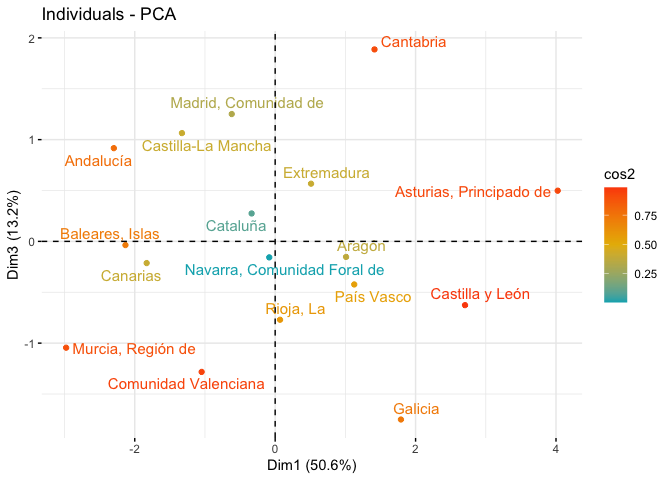 Individuals - PCA
2
Cantabria
Madrid, Comunidad de
1
Castilla-La Mancha
Andalucía
Extremadura
Asturias, Principado de
Cataluña
Baleares, Islas
0
Aragón
Navarra, Comunidad Foral de
Canarias
País Vasco
Castilla y León
Rioja, La
-1
Murcia, Región de
Comunidad Valenciana
Galicia
-2
0
2
4
Dim1 (50.6%)
Dim3 (13.2%)
cos2
0.75
0.50
0.25